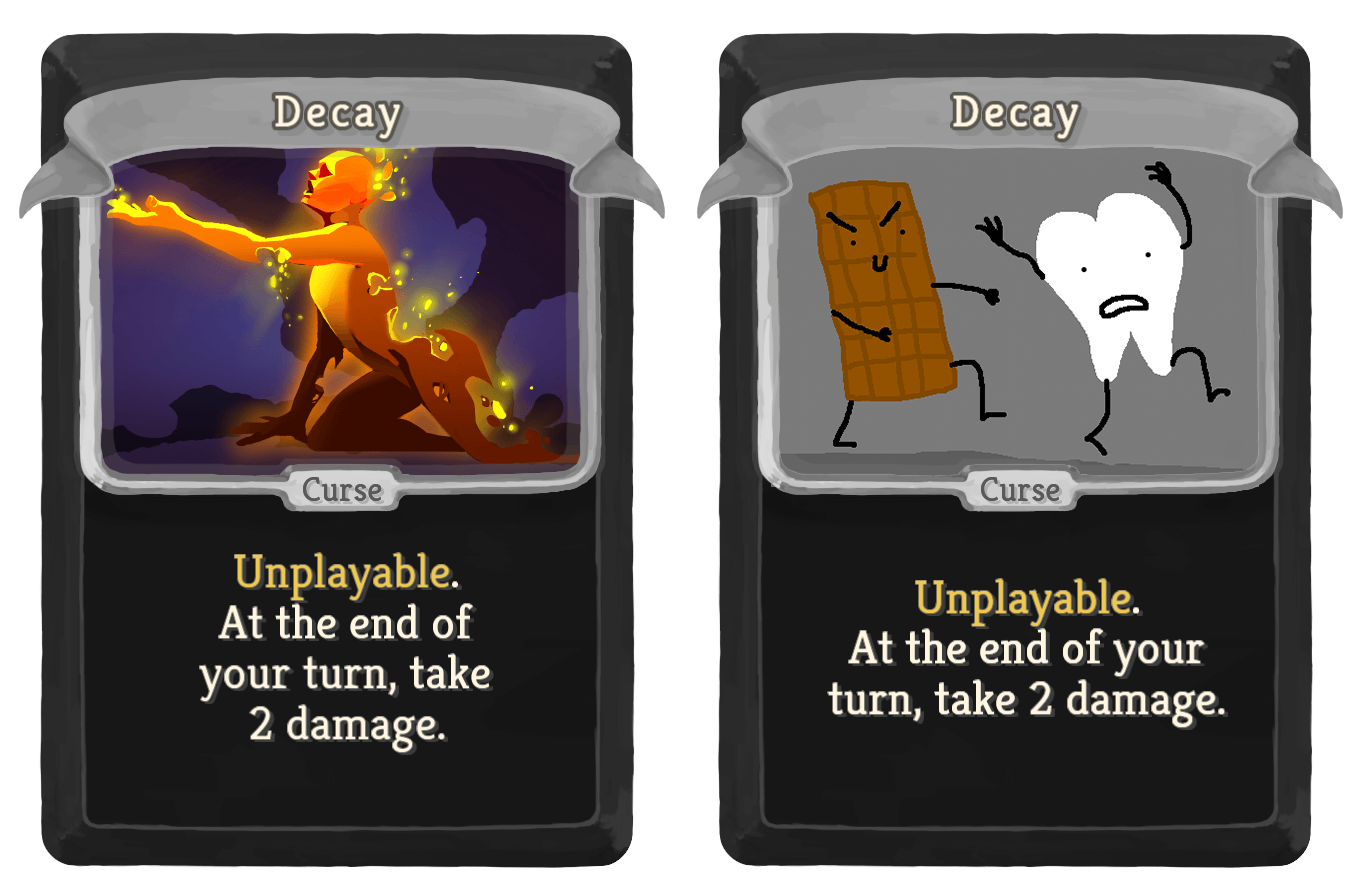 Decay
Curse
Unplayable.
At the end of
your turn, take
2 damage.
Decay
Curse
Unplayable.
At the end of your
turn, take 2 damage.